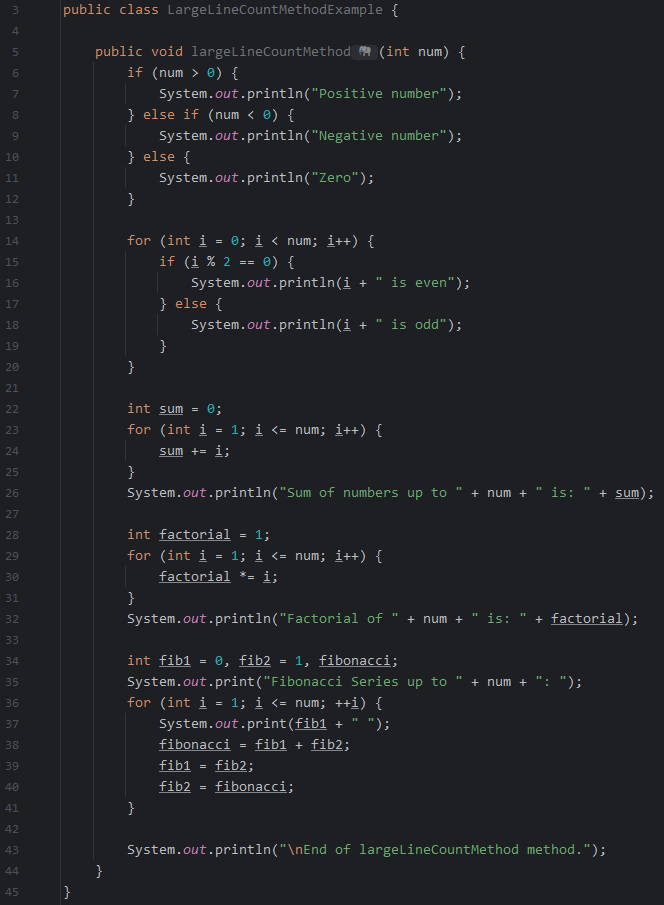 3 public class LargeLineCountMethodExample {
4
5     public void largeLineCountMethod(int num) {
6         if (num > 0) {
7             System.out.println("Positive number");
8         } else if (num < 0) {
9             System.out.println("Negative number");
10         } else {
11             System.out.println("Zero");
12         }
13
14         for (int i = 0; i < num; i++) {
15             if (i % 2 == 0) {
16                 System.out.println(i + " is even");
17             } else {
18                 System.out.println(i + " is odd");
19             }
20         }
21
22         int sum = 0;
23         for (int i = 1; i <= num; i++) {
24             sum += i;
25         }
26         System.out.println("Sum of numbers up to " + num + " is: " + sum);
27
28         int factorial = 1;
29         for (int i = 1; i <= num; i++) {
30             factorial *= i;
31         }
32         System.out.println("Factorial of " + num + " is: " + factorial);
33
34         int fib1 = 0, fib2 = 1, fibonacci;
35         System.out.print("Fibonacci Series up to " + num + ": ");
36         for (int i = 1; i <= num; ++i) {
37             System.out.print(fib1 + " ");
38             fibonacci = fib1 + fib2;
39             fib1 = fib2;
40             fib2 = fibonacci;
41         }
42
43         System.out.println("\nEnd of largeLineCountMethod method.");
44     }
45 }